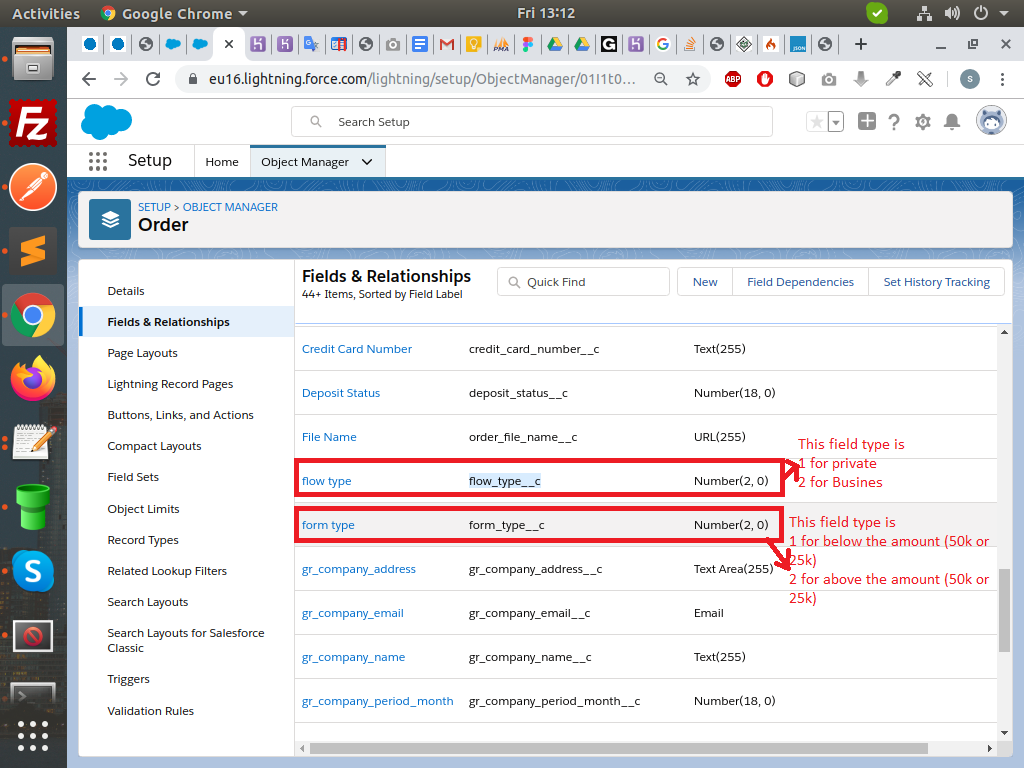 Activities
Google Chrome
Fri 13:12
eu16.lightning.force.com/lightning/setup/ObjectManager/01I1t0...
ABP
S
Search Setup
Setup
Home
Object Manager
SETUP > OBJECT MANAGER
Order
Details
Fields & Relationships
Page Layouts
Lightning Record Pages
Buttons, Links, and Actions
Compact Layouts
Field Sets
Object Limits
Record Types
Related Lookup Filters
Search Layouts
Search Layouts for Salesforce
Classic
Triggers
Validation Rules
Fields & Relationships
44+ Items, Sorted by Field Label
Quick Find
New
Field Dependencies
Set History Tracking
Credit Card Number credit_card_number__c Text(255)
Deposit Status deposit_status__c Number(18, 0)
File Name order_file_name__c URL(255)
flow type flow_type__c Number(2, 0)
form type form_type__c Number(2, 0)
gr_company_address gr_company_address__c Text Area(255)
gr_company_email gr_company_email__c Email
gr_company_name gr_company_name__c Text(255)
gr_company_period_month gr_company_period_month__c Number(18, 0)
This field type is
1 for private
2 for Busines
This field type is
1 for below the amount (50k or
25k)
2 for above the amount (50k or
25k)